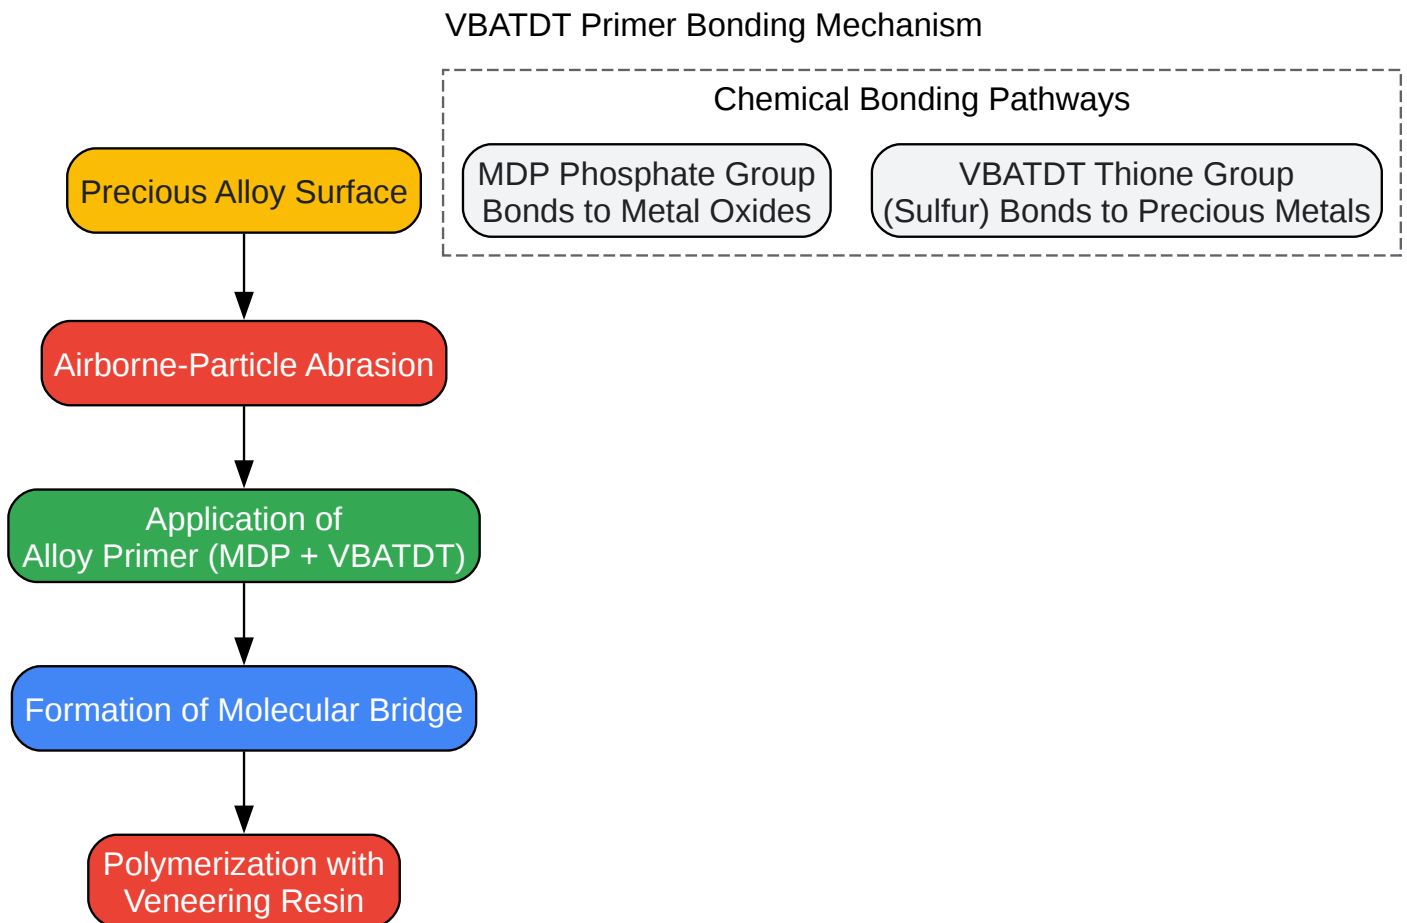 VBATDT Primer Bonding Mechanism
Chemical Bonding Pathways
MDP Phosphate Group
Bonds to Metal Oxides
VBATDT Thione Group
(Sulfur) Bonds to Precious Metals
Precious Alloy Surface
Airborne-Particle Abrasion
Application of
Alloy Primer (MDP + VBATDT)
Formation of Molecular Bridge
Polymerization with
Veneering Resin